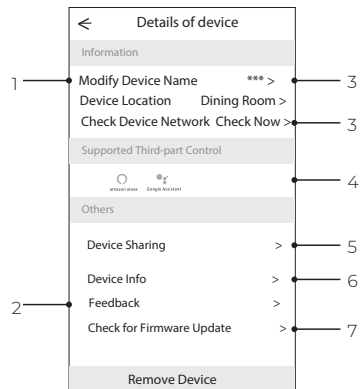 Details of device
Information
1 Modify Device Name *** > 3
Device Location Dining Room >
Check Device Network Check Now > 3
Supported Third-part Control
amazon alexa Google Assistant 4
Others
Device Sharing > 5
Device Info > 6
2 Feedback >
Check for Firmware Update > 7
Remove Device